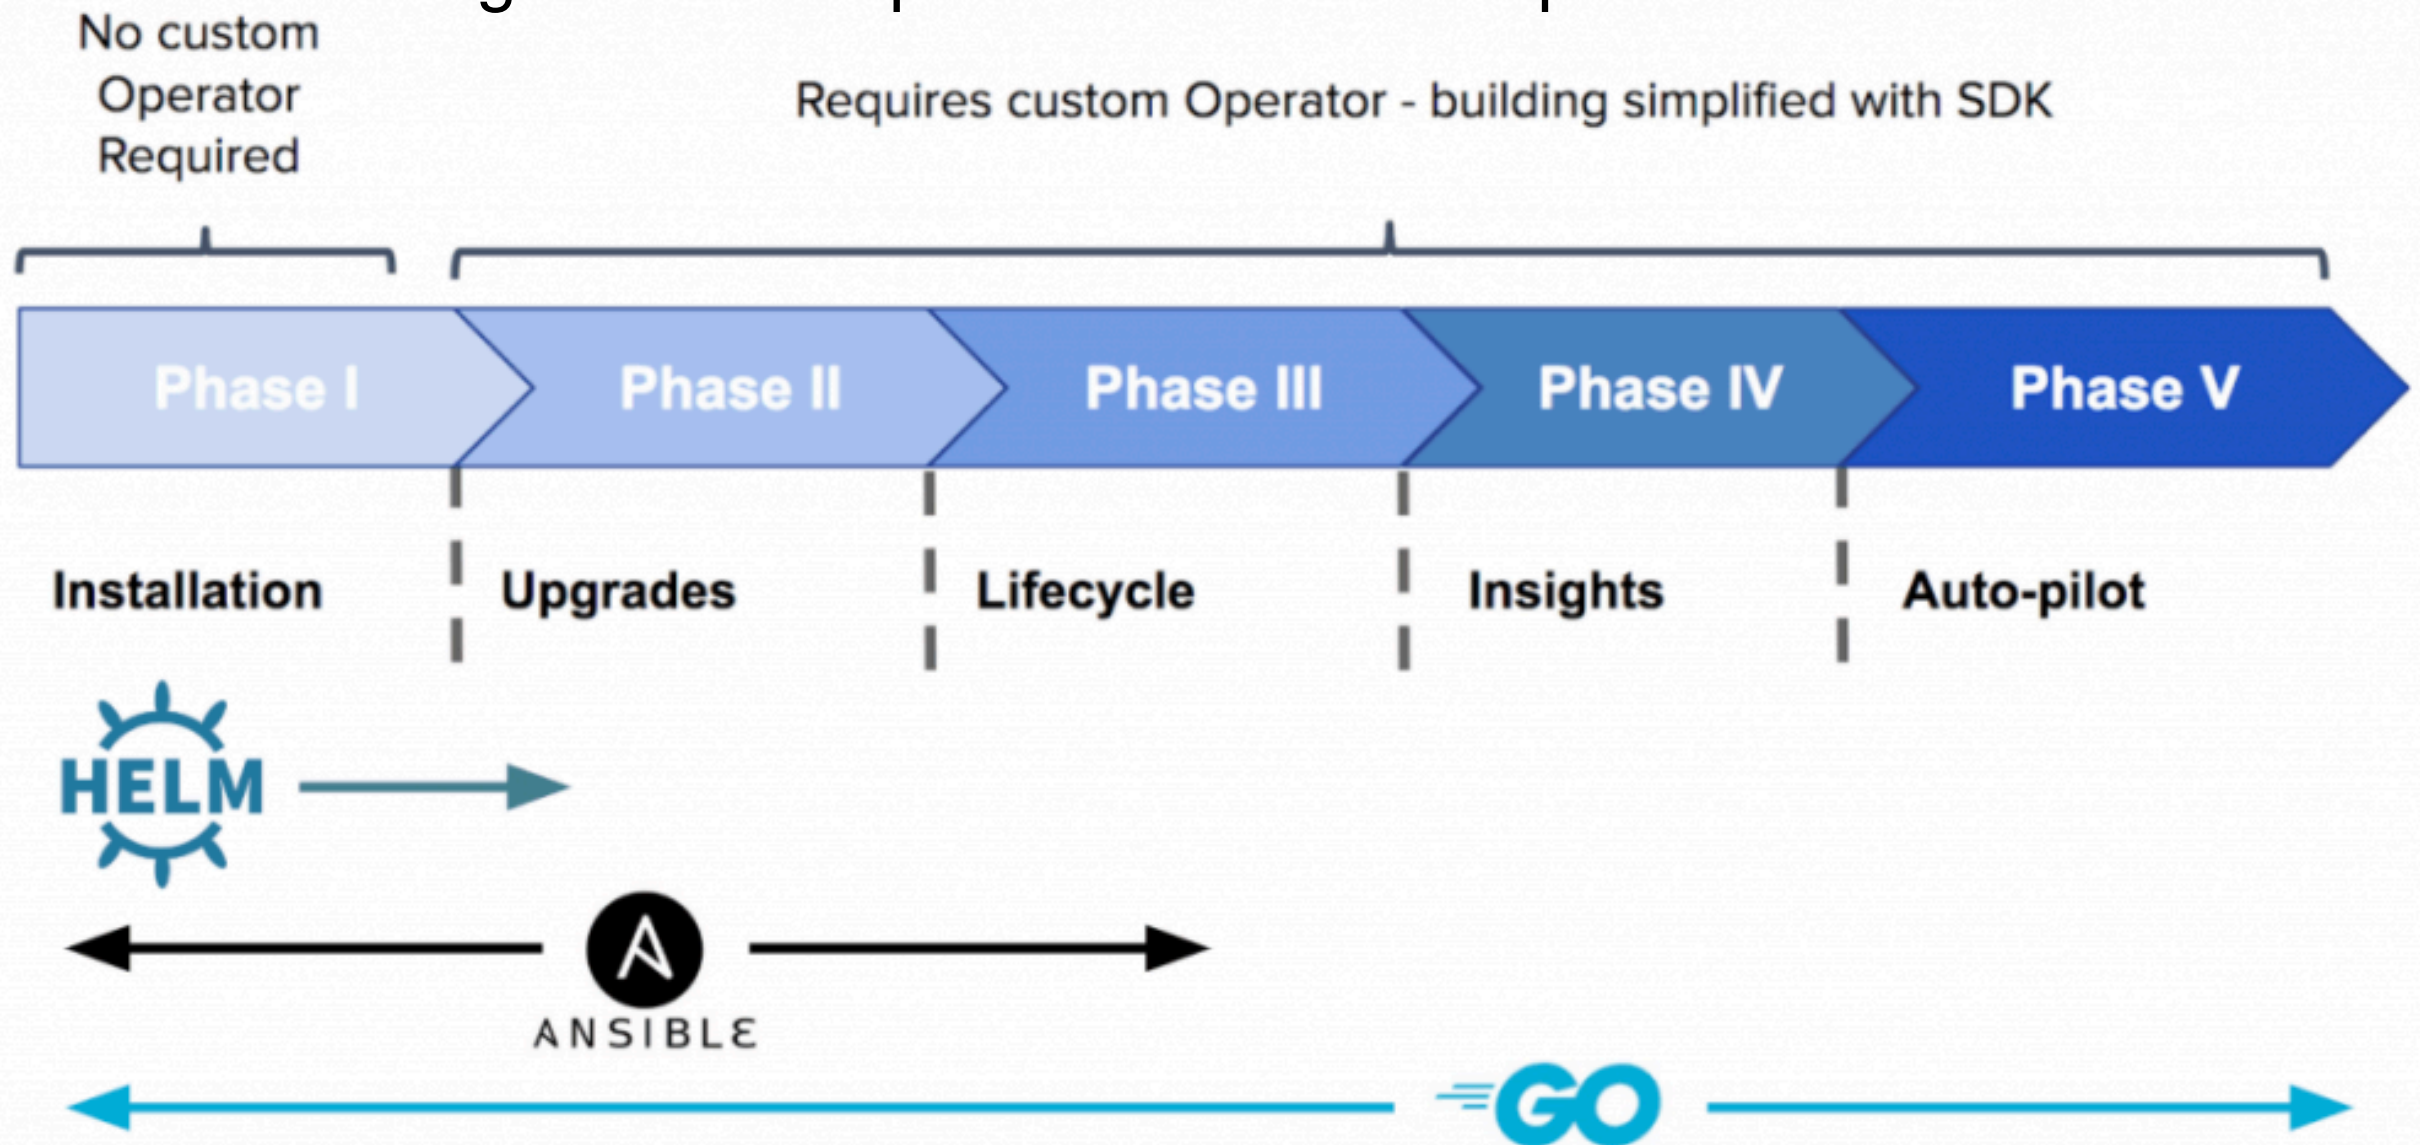 No custom
Operator
Required
Requires custom Operator - building simplified with SDK
Phase I
Phase II
Phase III
Phase IV
Phase V
Installation
Upgrades
Lifecycle
Insights
Auto-pilot
HELM
ANSIBLE
GO